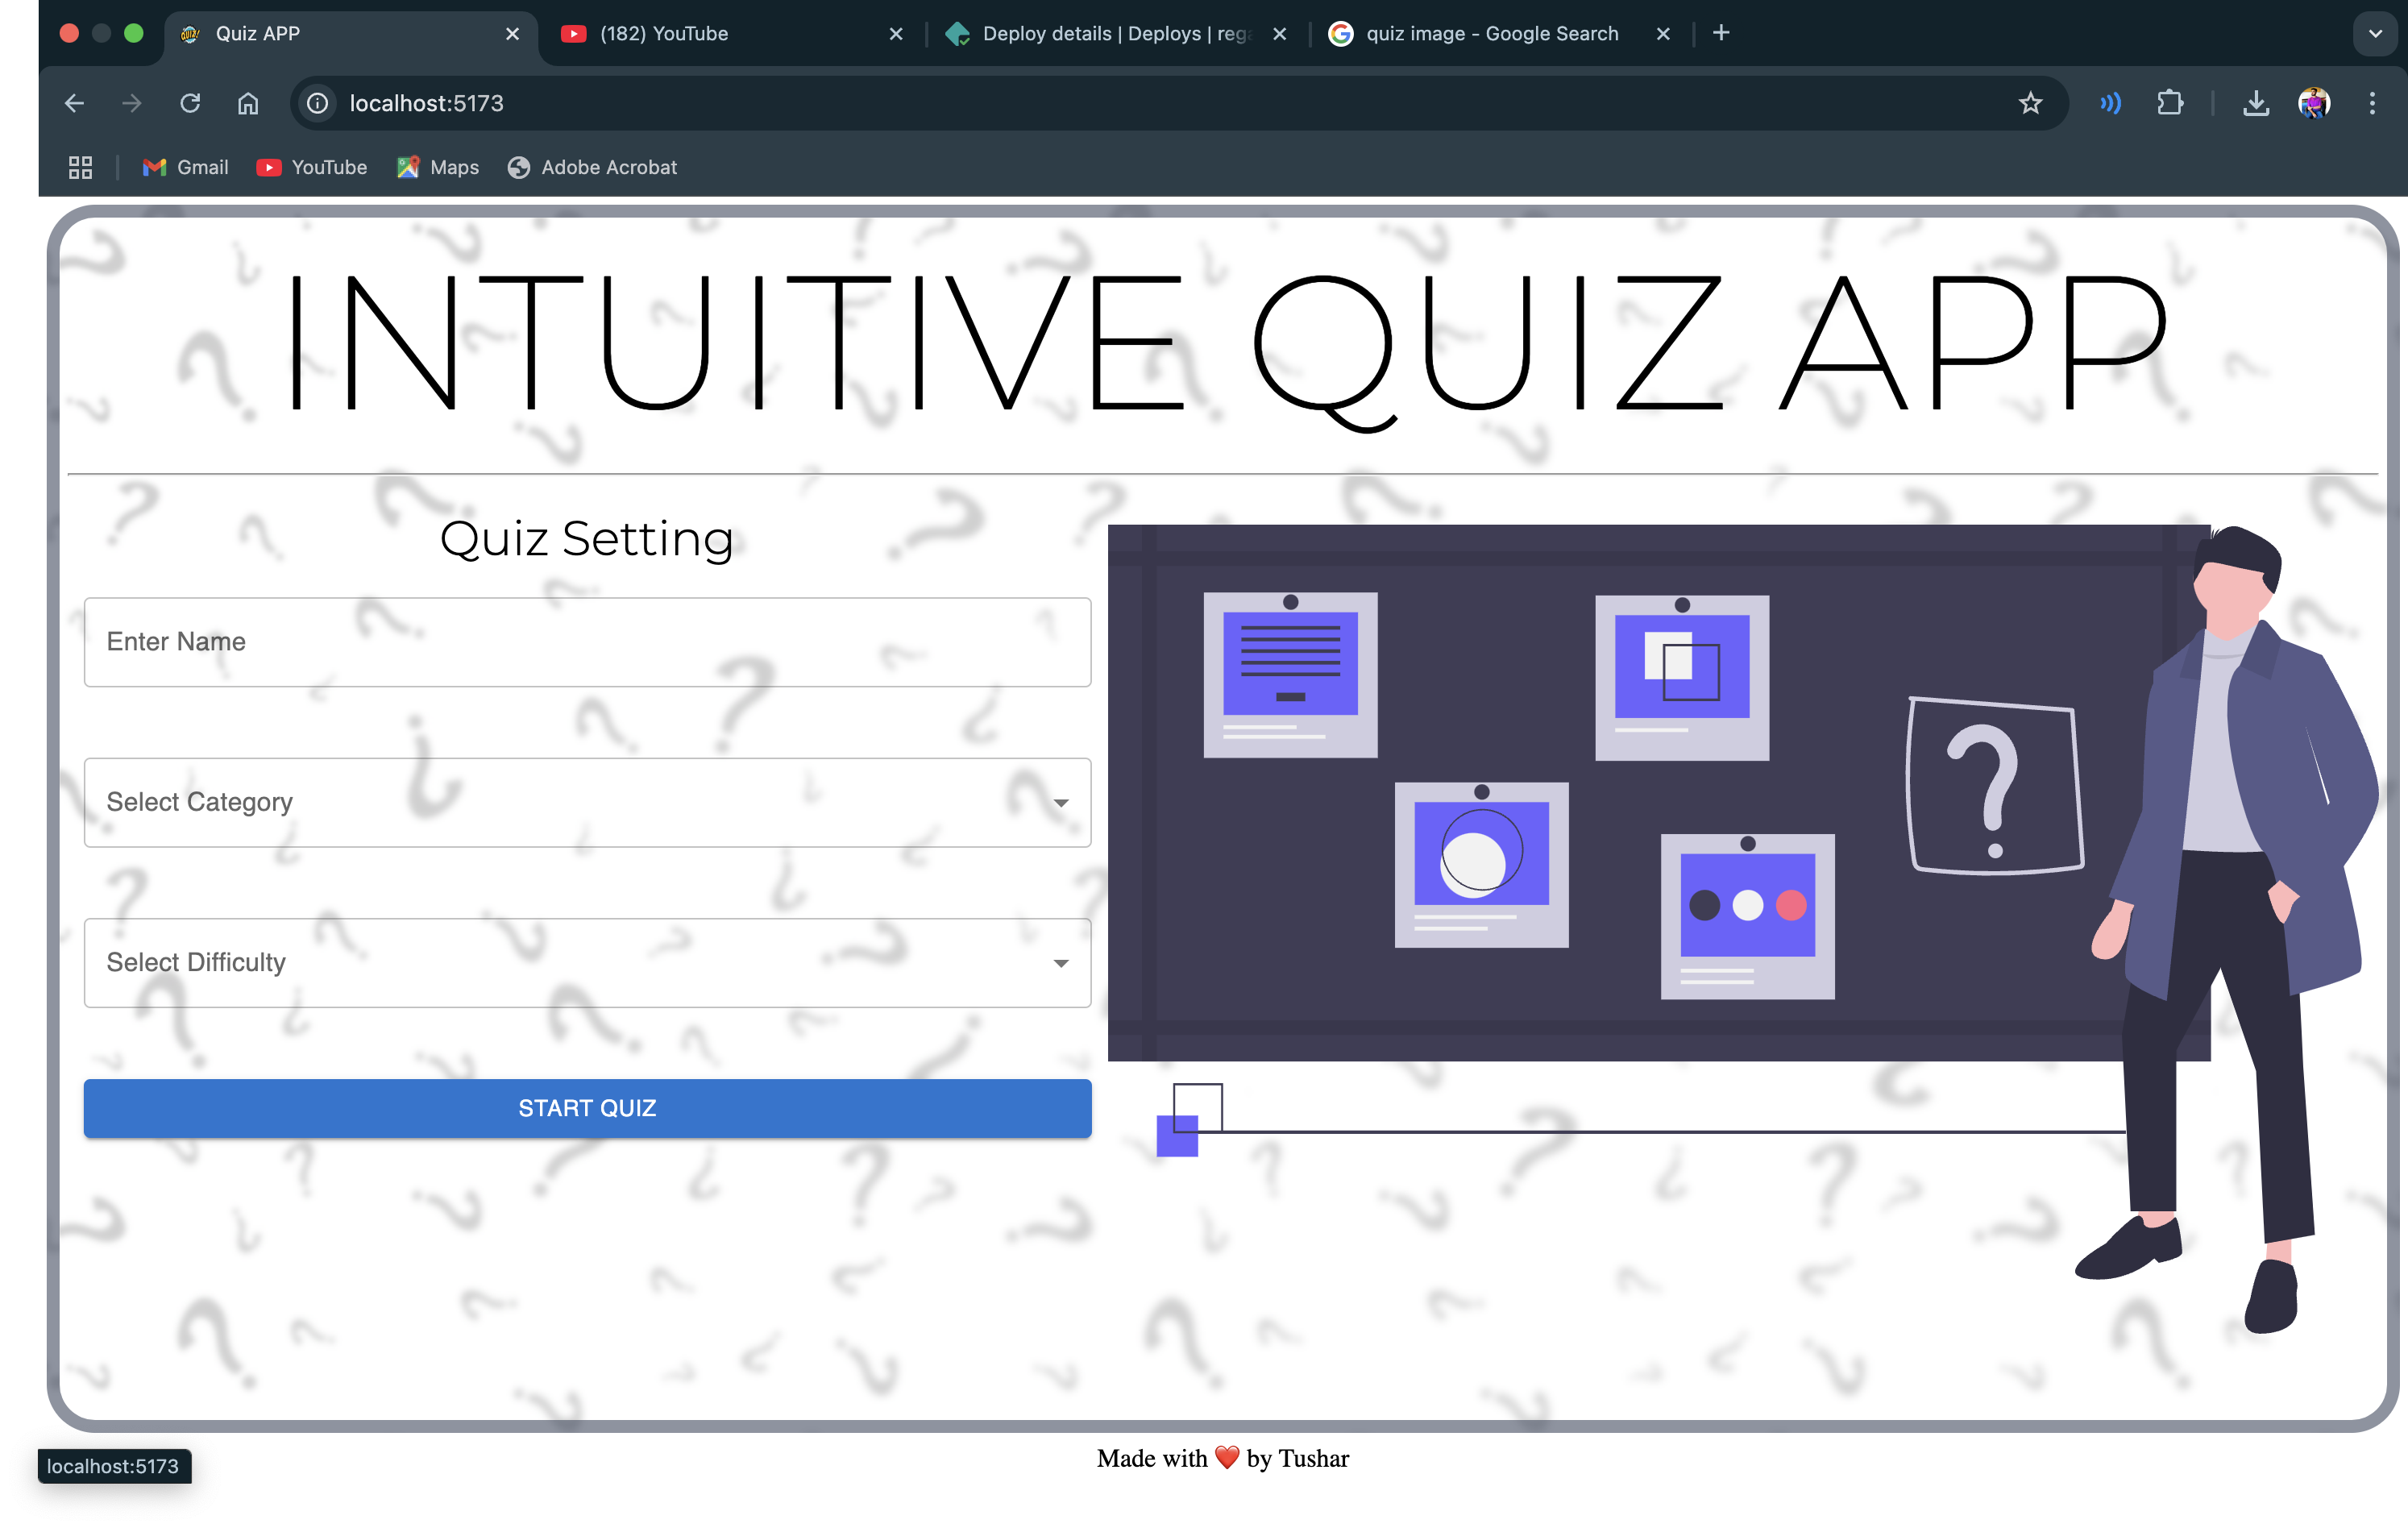 Quiz APP
(182) YouTube
Deploy details | Deploys | rega
quiz image - Google Search
localhost:5173
Gmail
YouTube
Maps
Adobe Acrobat
INTUITIVE QUIZ APP
Quiz Setting
Enter Name
Select Category
Select Difficulty
START QUIZ
?
Made with ❤️ by Tushar
localhost:5173